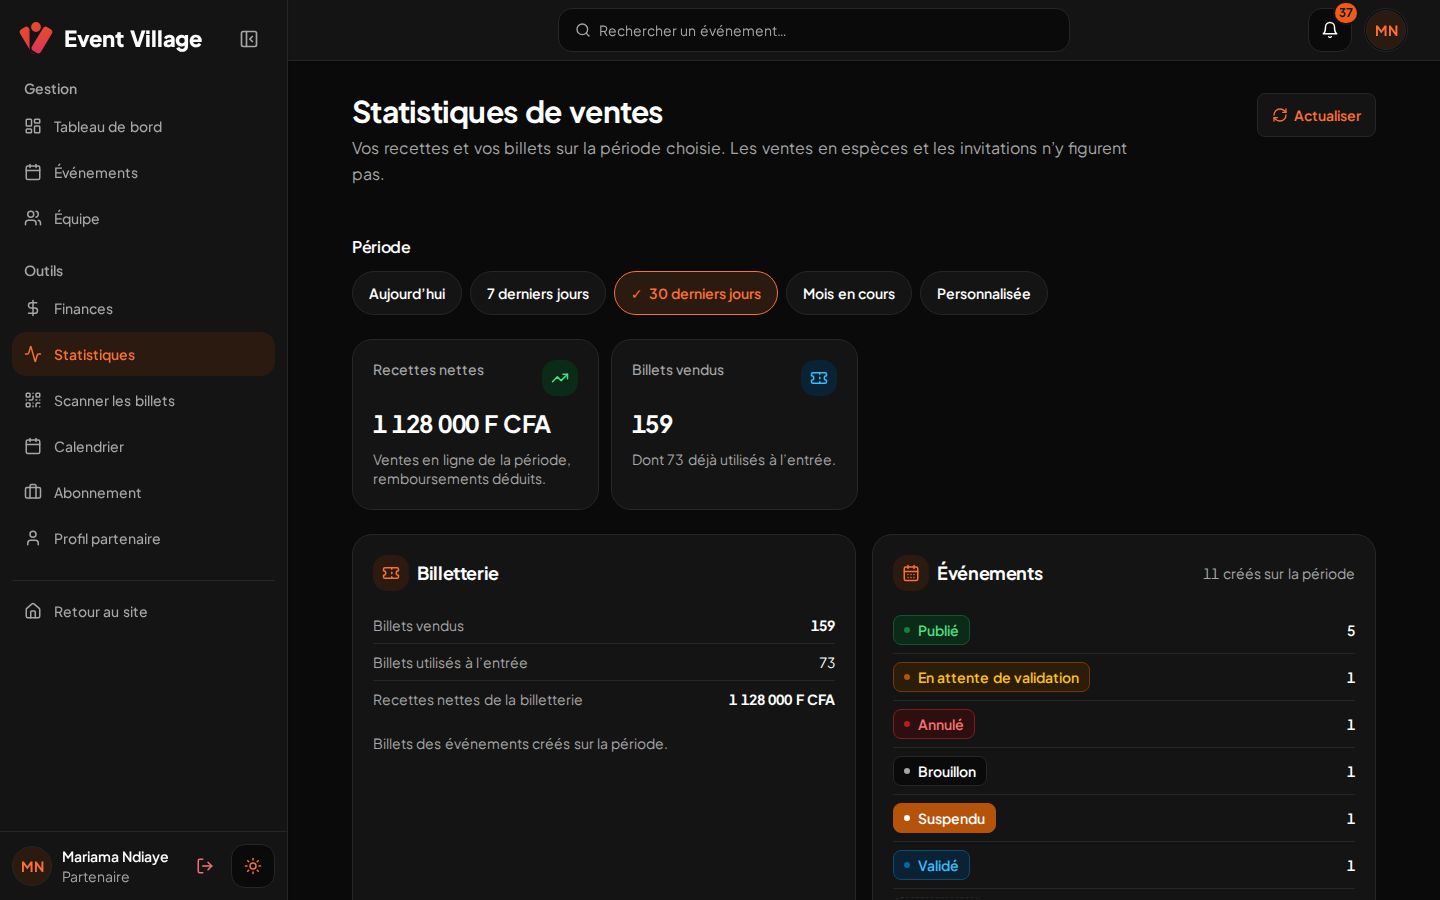 Event Village
Rechercher un événement…
37
MN
Gestion
Tableau de bord
Événements
Équipe
Outils
Finances
Statistiques
Scanner les billets
Calendrier
Abonnement
Profil partenaire
Retour au site
MN
Mariama Ndiaye
Partenaire
Statistiques de ventes
Actualiser
Vos recettes et vos billets sur la période choisie. Les ventes en espèces et les invitations n’y figurent
pas.
Période
Aujourd’hui
7 derniers jours
✓ 30 derniers jours
Mois en cours
Personnalisée
Recettes nettes
1 128 000 F CFA
Ventes en ligne de la période,
remboursements déduits.
Billets vendus
159
Dont 73 déjà utilisés à l’entrée.
Billetterie
Billets vendus 159
Billets utilisés à l’entrée 73
Recettes nettes de la billetterie 1 128 000 F CFA
Billets des événements créés sur la période.
Événements 11 créés sur la période
Publié 5
En attente de validation 1
Annulé 1
Brouillon 1
Suspendu 1
Validé 1